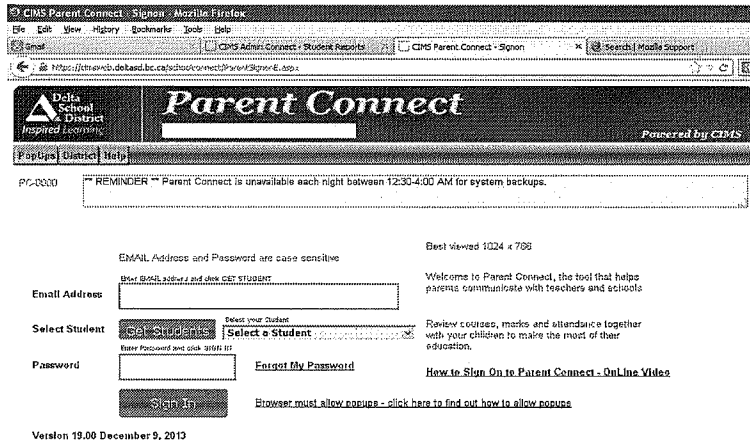 CIMS Parent Connect - Signon - Mozilla Firefox
File Edit View History Bookmarks Tools Help
Gmail CIMS Admin Connect - Student Reports CIMS Parent Connect - Signon Search | Mozilla Support
Delta School District
Inspired Learning
Parent Connect
Powered by CIMS
PopUps District Help
PC-0000 ** REMINDER ** Parent Connect is unavailable each night between 12:30-4:00 AM for system backups.
EMAIL Address and Password are case sensitive
Best viewed 1024 x 768
Enter EMAIL address and click GET STUDENT
Email Address
Welcome to Parent Connect, the tool that helps
parents communicate with teachers and schools
Select your Student
Select Student Get Students Select a Student
Review courses, marks and attendance together
with your children to make the most of their
education.
Enter Password and click SIGN IN
Password Forgot My Password
How to Sign On to Parent Connect - OnLine Video
Sign In Browser must allow popups - click here to find out how to allow popups
Version 19.00 December 9, 2013